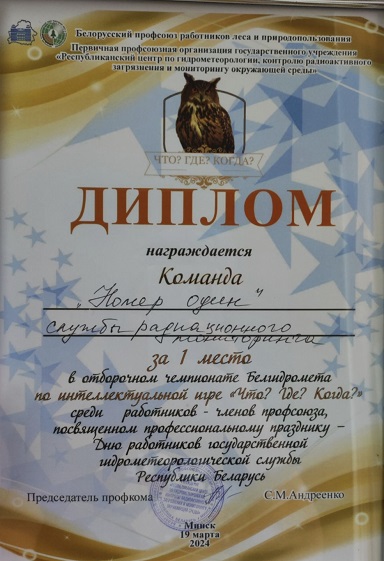 Белорусский профсоюз работников леса и природопользования
Первичная профсоюзная организация государственного учреждения
«Республиканский центр по гидрометеорологии, контролю радиоактивного
загрязнения и мониторингу окружающей среды»
ЧТО? ГДЕ? КОГДА?
ДИПЛОМ
награждается
Команда
"Номер один"
службы радиационного
мониторинга
за 1 место
в отборочном чемпионате Белгидромета
по интеллектуальной игре «Что? Где? Когда?»
среди работников - членов профсоюза,
посвященном профессиональному празднику –
Дню работников государственной
гидрометеорологической службы
Республики Беларусь
Председатель профкома С.М.Андреенко
Минск
19 марта
2024